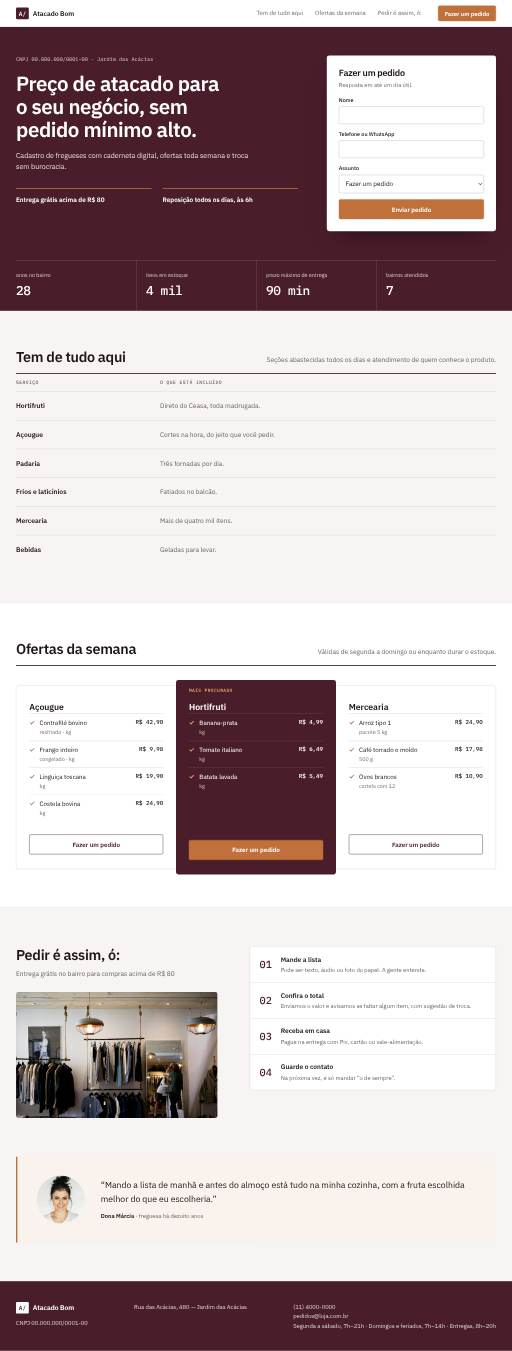 A/ Atacado Bom
Tem de tudo aqui
Ofertas da semana
Pedir é assim, ó:
Fazer um pedido
CNPJ 00.000.000/0001-00 · Jardim das Acácias
Preço de atacado para
o seu negócio, sem
pedido mínimo alto.
Cadastro de fregueses com caderneta digital, ofertas toda semana e troca
sem burocracia.
Entrega grátis acima de R$ 80
Reposição todos os dias, às 6h
Fazer um pedido
Resposta em até um dia útil
Nome
Telefone ou WhatsApp
Assunto
Fazer um pedido
Enviar pedido
anos no bairro
28
itens em estoque
4 mil
prazo máximo de entrega
90 min
bairros atendidos
7
Tem de tudo aqui
Seções abastecidas todos os dias e atendimento de quem conhece o produto.
SERVIÇO
O QUE ESTÁ INCLUÍDO
Hortifruti
Direto do Ceasa, toda madrugada.
Açougue
Cortes na hora, do jeito que você pedir.
Padaria
Três fornadas por dia.
Frios e laticínios
Fatiados no balcão.
Mercearia
Mais de quatro mil itens.
Bebidas
Geladas para levar.
Ofertas da semana
Válidas de segunda a domingo ou enquanto durar o estoque.
Açougue
Contrafilé bovino R$ 42,90
resfriado · kg
Frango inteiro R$ 9,98
congelado · kg
Linguiça toscana R$ 19,90
kg
Costela bovina R$ 24,90
kg
Fazer um pedido
MAIS PROCURADO
Hortifruti
Banana-prata R$ 4,99
kg
Tomate italiano R$ 6,49
kg
Batata lavada R$ 5,49
kg
Fazer um pedido
Mercearia
Arroz tipo 1 R$ 24,90
pacote 5 kg
Café torrado e moído R$ 17,98
500 g
Ovos brancos R$ 10,90
cartela com 12
Fazer um pedido
Pedir é assim, ó:
Entrega grátis no bairro para compras acima de R$ 80
01
Mande a lista
Pode ser texto, áudio ou foto do papel. A gente entende.
02
Confira o total
Enviamos o valor e avisamos se faltar algum item, com sugestão de troca.
03
Receba em casa
Pague na entrega com Pix, cartão ou vale-alimentação.
04
Guarde o contato
Na próxima vez, é só mandar "o de sempre".
“Mando a lista de manhã e antes do almoço está tudo na minha cozinha, com a fruta escolhida
melhor do que eu escolheria.”
Dona Márcia · freguesa há dezoito anos
A/ Atacado Bom
CNPJ 00.000.000/0001-00
Rua das Acácias, 480 — Jardim das Acácias
(11) 4000-0000
pedidos@loja.com.br
Segunda a sábado, 7h–21h · Domingos e feriados, 7h–14h · Entregas, 8h–20h